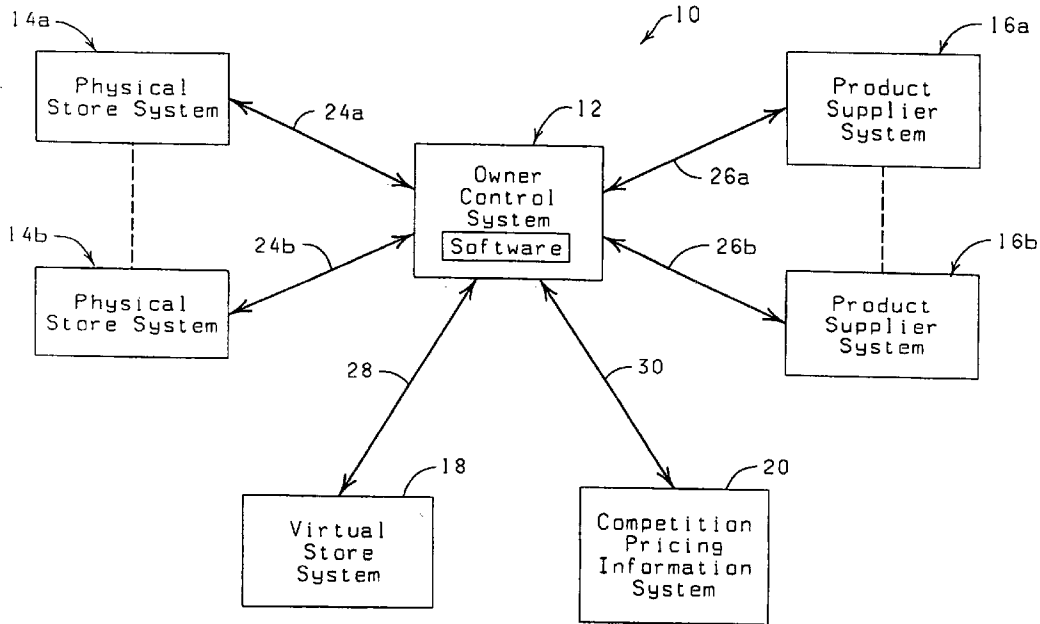 14a
10
16a
Physical
Store System
24a
12
Product
Supplier
System
Owner
Control
System
Software
26a
14b
24b
26b
16b
Physical
Store System
Product
Supplier
System
28
30
18
20
Virtual
Store
System
Competition
Pricing
Information
System